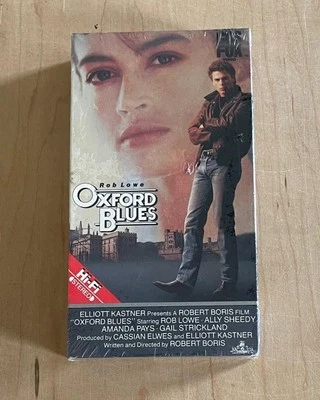 FOX
Rob Lowe
OXFORD
BLUES
Hi-Fi
STEREO
ELLIOTT KASTNER Presents A ROBERT BORIS FILM
"OXFORD BLUES" Starring ROB LOWE · ALLY SHEEDY
AMANDA PAYS · GAIL STRICKLAND
Produced by CASSIAN ELWES and ELLIOTT KASTNER
Written and Directed by ROBERT BORIS